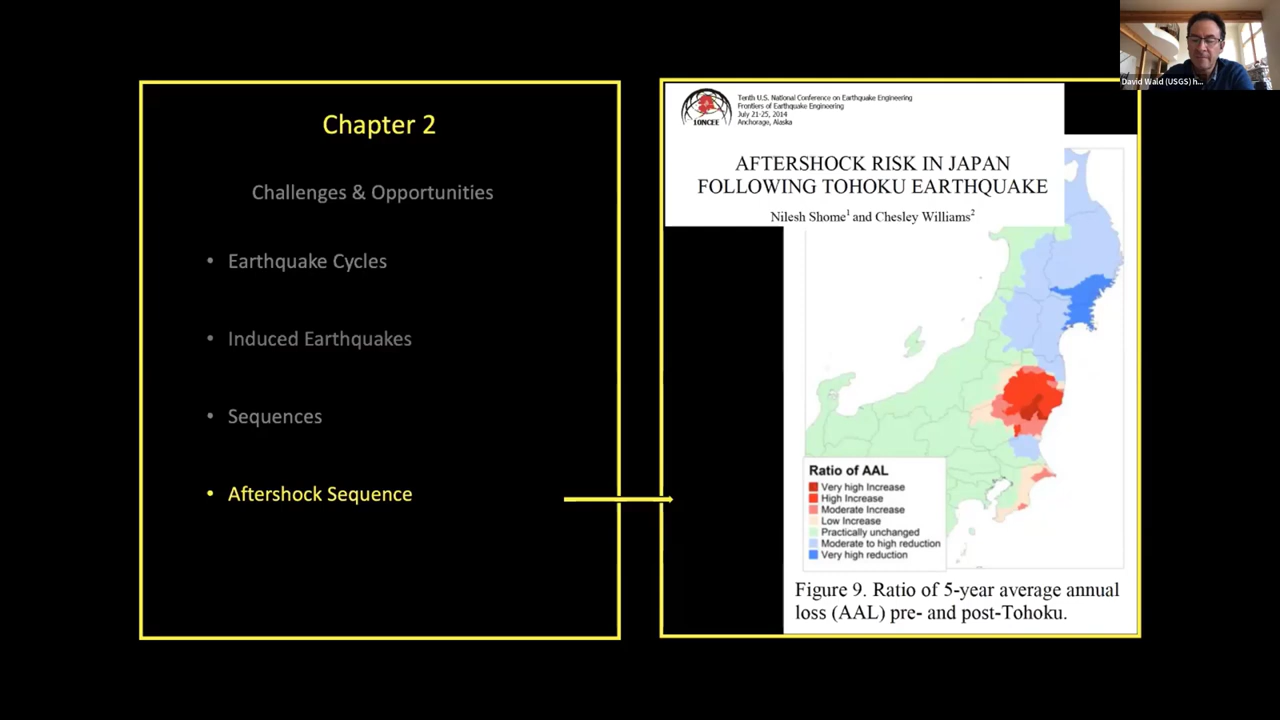 David Wald (USGS) h...
Chapter 2
Challenges & Opportunities
• Earthquake Cycles
• Induced Earthquakes
• Sequences
• Aftershock Sequence
10NCEE
Tenth U.S. National Conference on Earthquake Engineering
Frontiers of Earthquake Engineering
July 21-25, 2014
Anchorage, Alaska
AFTERSHOCK RISK IN JAPAN
FOLLOWING TOHOKU EARTHQUAKE
Nilesh Shome1 and Chesley Williams2
Ratio of AAL
Very high Increase
High Increase
Moderate Increase
Low Increase
Practically unchanged
Moderate to high reduction
Very high reduction
Figure 9. Ratio of 5-year average annual
loss (AAL) pre- and post-Tohoku.